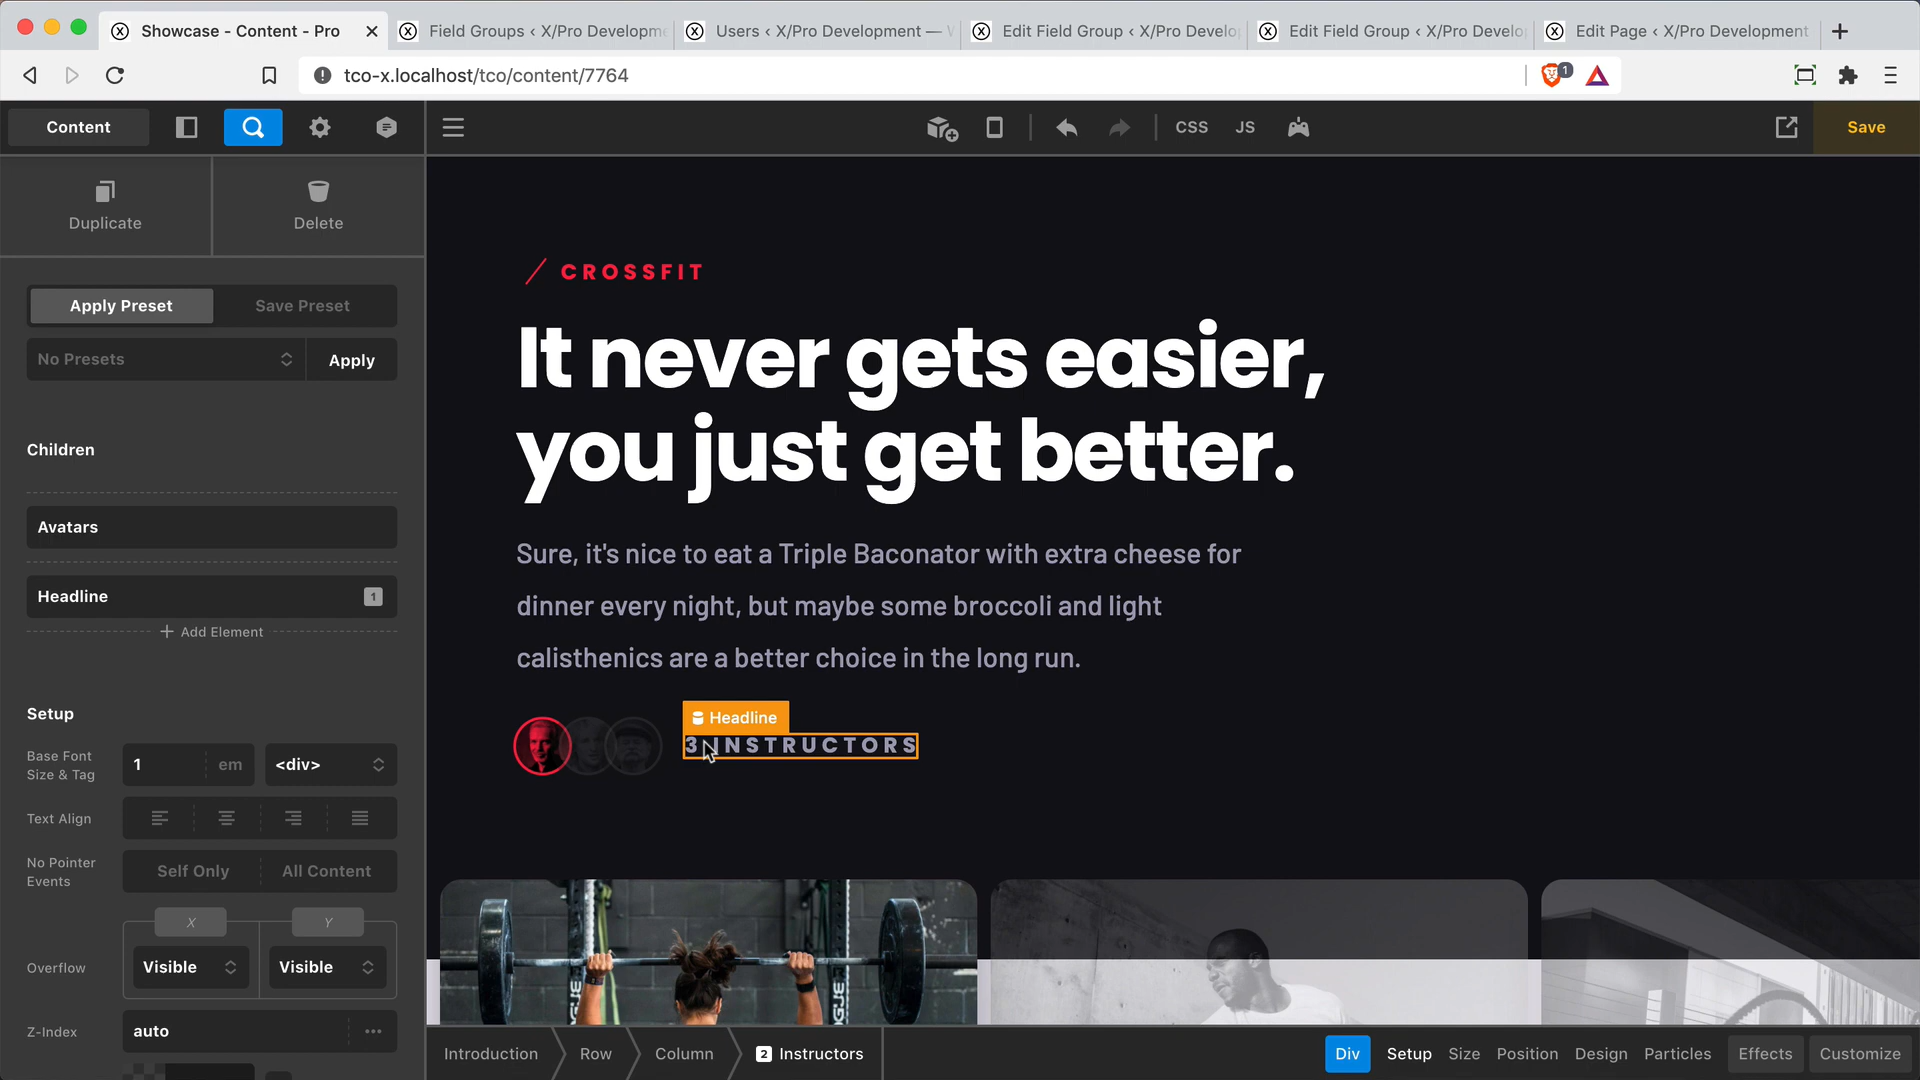 Showcase - Content - Pro
Field Groups ‹ X/Pro Developme
Users ‹ X/Pro Development — W
Edit Field Group ‹ X/Pro Develo
Edit Field Group ‹ X/Pro Develo
Edit Page ‹ X/Pro Development
tco-x.localhost/tco/content/7764
1
Content
CSS
JS
Save
Duplicate
Delete
Apply Preset
Save Preset
No Presets
Apply
Children
Avatars
Headline
1
Add Element
Setup
Base Font
Size & Tag
1
em
<div>
Text Align
No Pointer
Events
Self Only
All Content
X
Y
Overflow
Visible
Visible
Z-Index
auto
CROSSFIT
It never gets easier,
you just get better.
Sure, it's nice to eat a Triple Baconator with extra cheese for
dinner every night, but maybe some broccoli and light
calisthenics are a better choice in the long run.
Headline
3 INSTRUCTORS
Introduction
Row
Column
2
Instructors
Div
Setup
Size
Position
Design
Particles
Effects
Customize